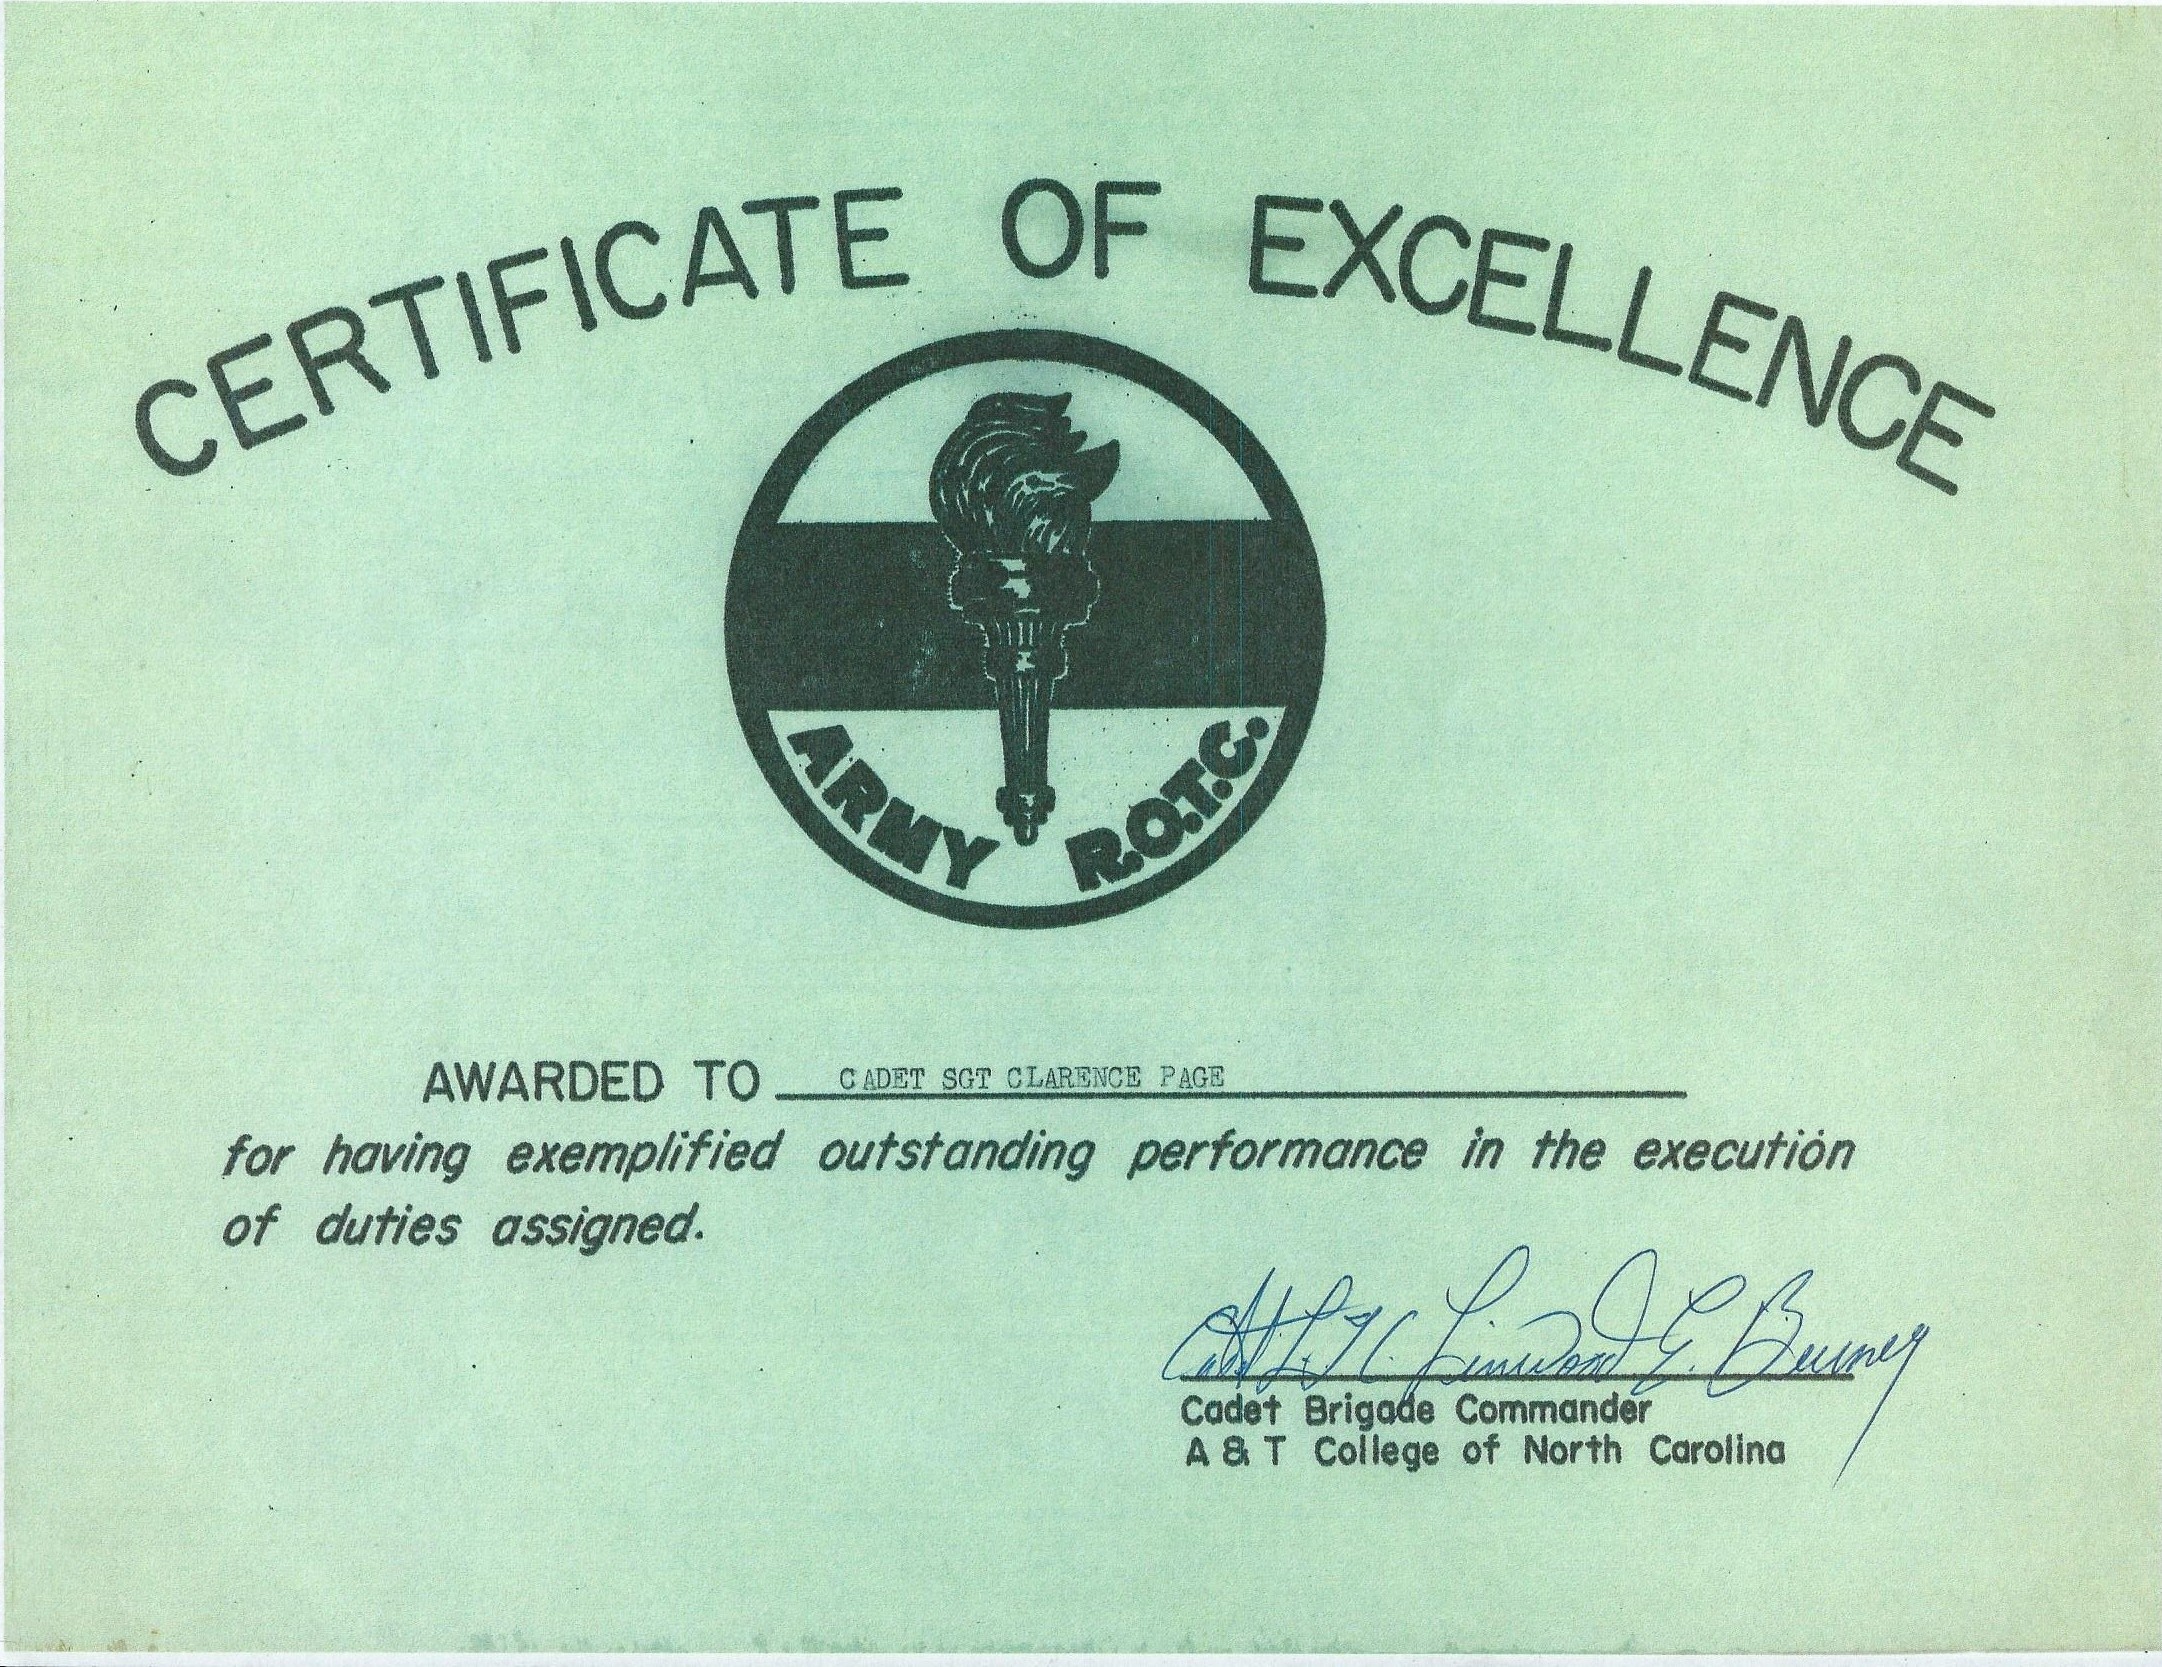 CERTIFICATE OF EXCELLENCE
ARMY R.O.T.C.
AWARDED TO CADET SGT CLARENCE PAGE
for having exemplified outstanding performance in the execution
of duties assigned.
Linwood E.
Cadet Brigade Commander
A & T College of North Carolina